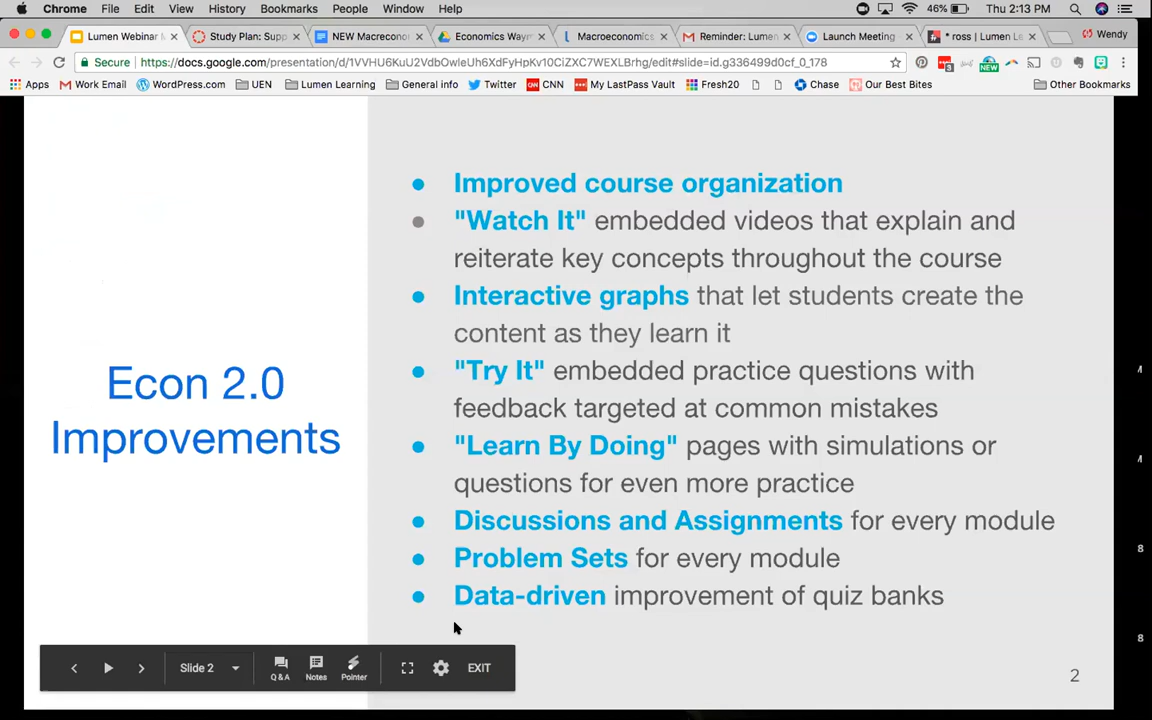 Chrome File Edit View History Bookmarks People Window Help 46% Thu 2:13 PM
Lumen Webinar Study Plan: Supp NEW Macrecon Economics Waym Macroeconomics Reminder: Lumen Launch Meeting * ross | Lumen Le Wendy
Secure https://docs.google.com/presentation/d/1VVHU6KuU2VdbOwleUh6XdFyHpKv10CiZXC7WEXLBrhg/edit#slide=id.g336499d0cf_0_178
Apps Work Email WordPress.com UEN Lumen Learning General info Twitter CNN My LastPass Vault Fresh20 Chase Our Best Bites Other Bookmarks
NEW
Econ 2.0
Improvements
Improved course organization
"Watch It" embedded videos that explain and
reiterate key concepts throughout the course
Interactive graphs that let students create the
content as they learn it
"Try It" embedded practice questions with
feedback targeted at common mistakes
"Learn By Doing" pages with simulations or
questions for even more practice
Discussions and Assignments for every module
Problem Sets for every module
Data-driven improvement of quiz banks
Slide 2 Q & A Notes Pointer EXIT
2